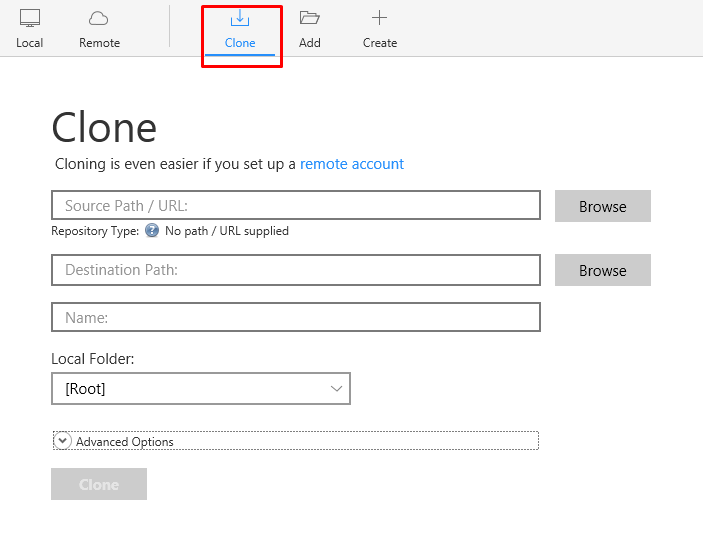 Local Remote Clone Add Create
Clone
Cloning is even easier if you set up a remote account
Source Path / URL: Browse
Repository Type: ? No path / URL supplied
Destination Path: Browse
Name:
Local Folder:
[Root]
Advanced Options
Clone